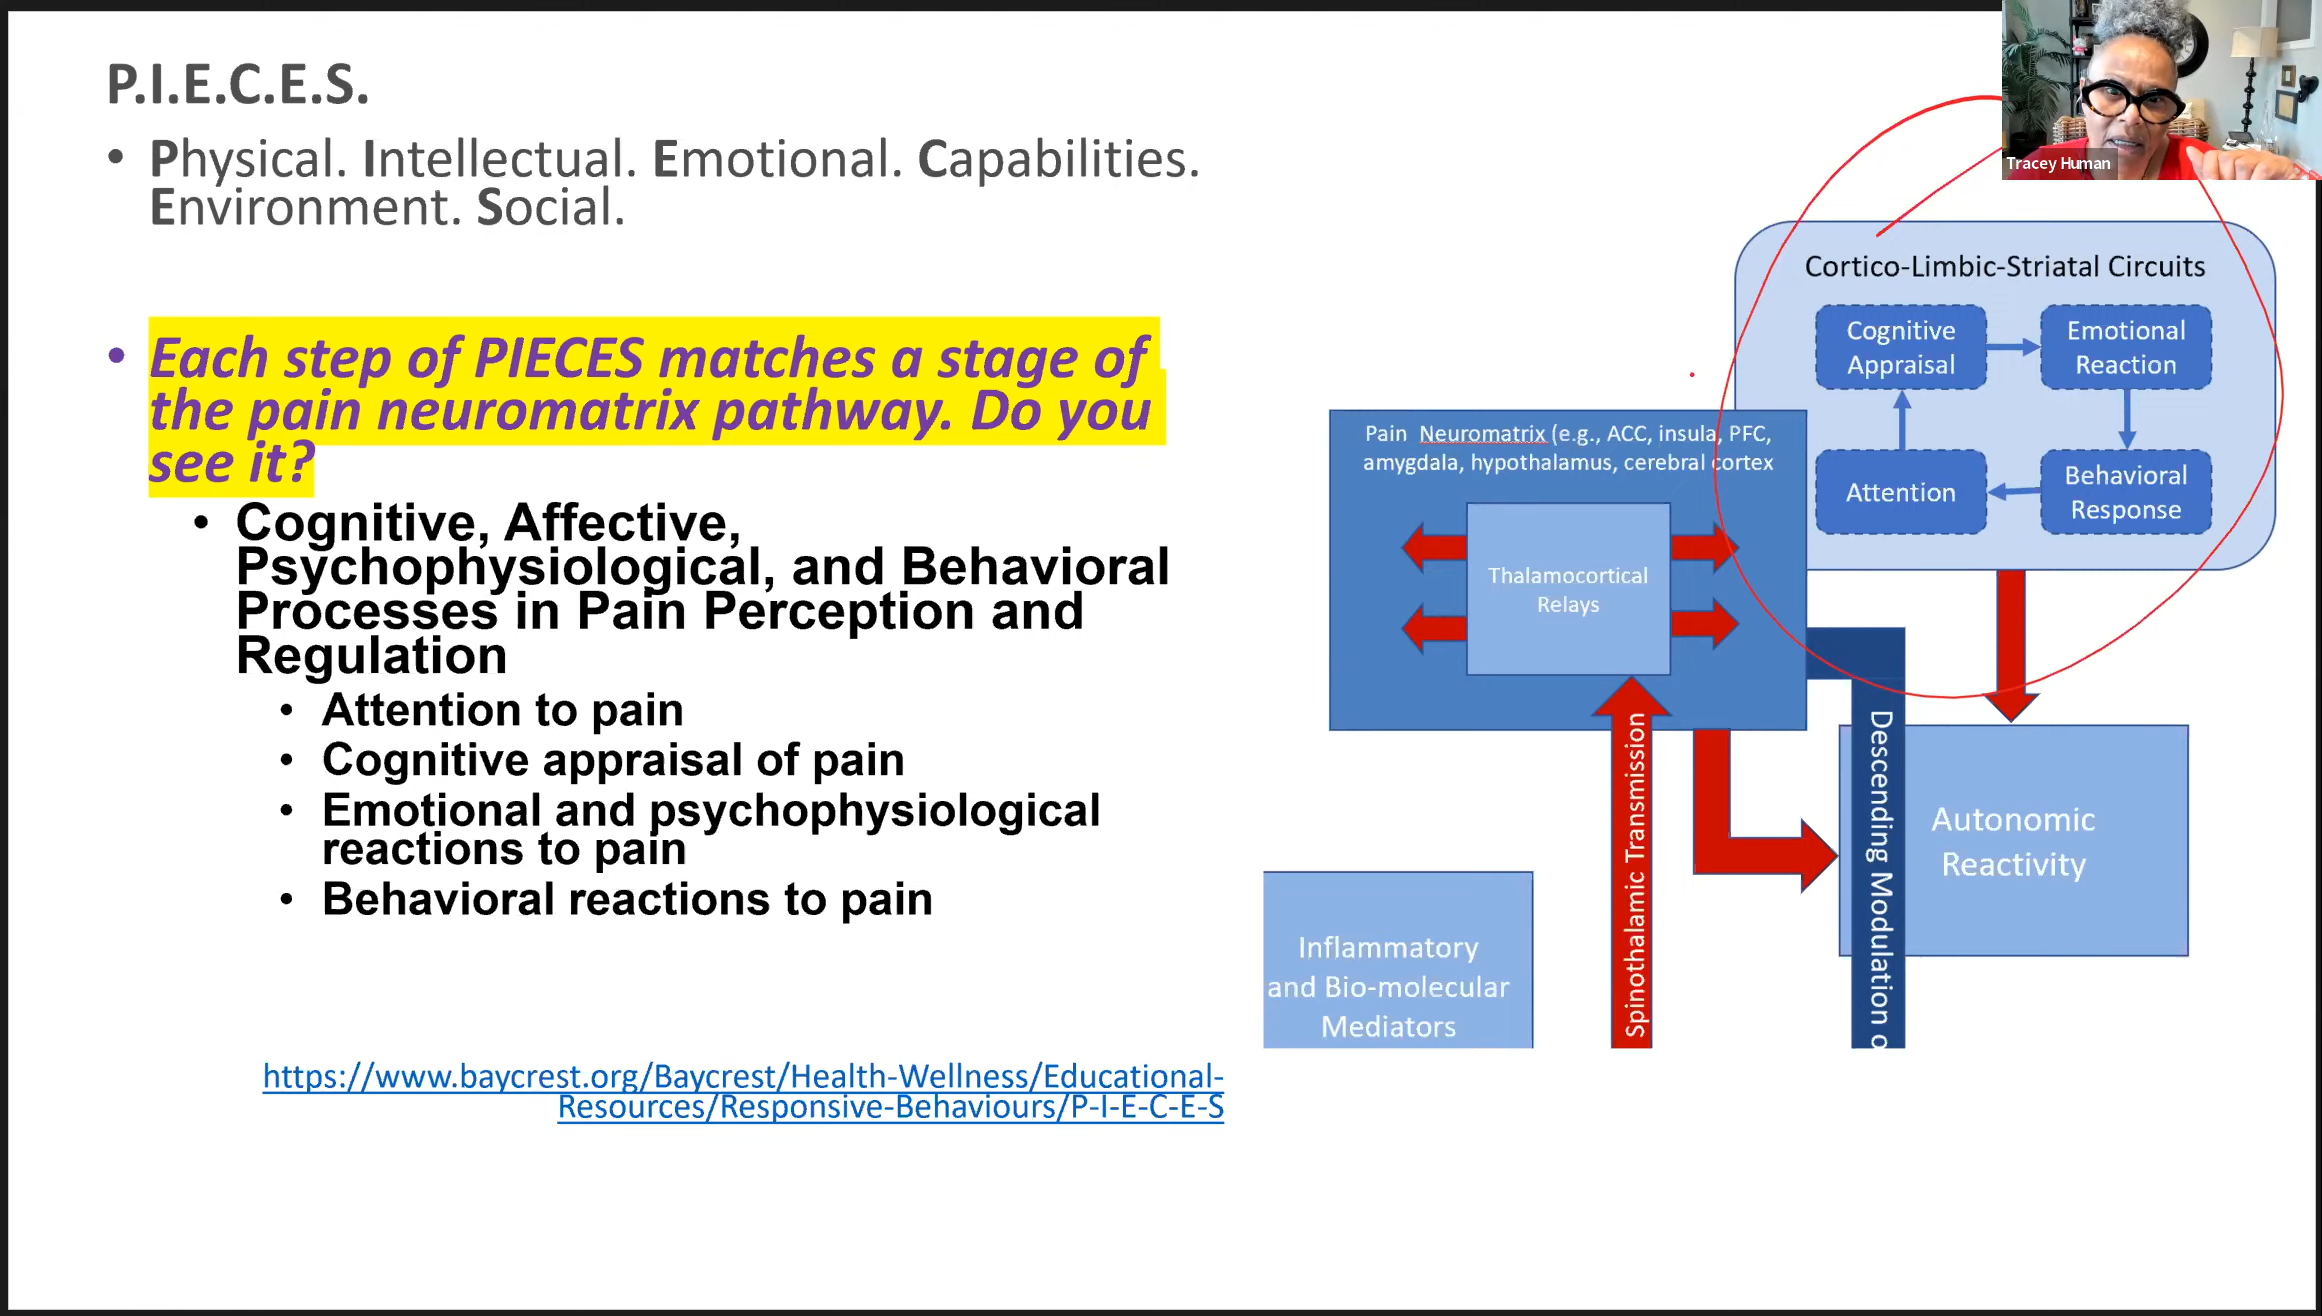 P.I.E.C.E.S.
• Physical. Intellectual. Emotional. Capabilities.
Environment. Social.
• Each step of PIECES matches a stage of
the pain neuromatrix pathway. Do you
see it?
• Cognitive, Affective,
Psychophysiological, and Behavioral
Processes in Pain Perception and
Regulation
• Attention to pain
• Cognitive appraisal of pain
• Emotional and psychophysiological
reactions to pain
• Behavioral reactions to pain
https://www.baycrest.org/Baycrest/Health-Wellness/Educational-
Resources/Responsive-Behaviours/P-I-E-C-E-S
Tracey Human
Cortico-Limbic-Striatal Circuits
Cognitive
Appraisal
Emotional
Reaction
Attention
Behavioral
Response
Pain Neuromatrix (e.g., ACC, insula, PFC,
amygdala, hypothalamus, cerebral cortex
Thalamocortical
Relays
Spinothalamic Transmission
Descending Modulation o
Autonomic
Reactivity
Inflammatory
and Bio-molecular
Mediators